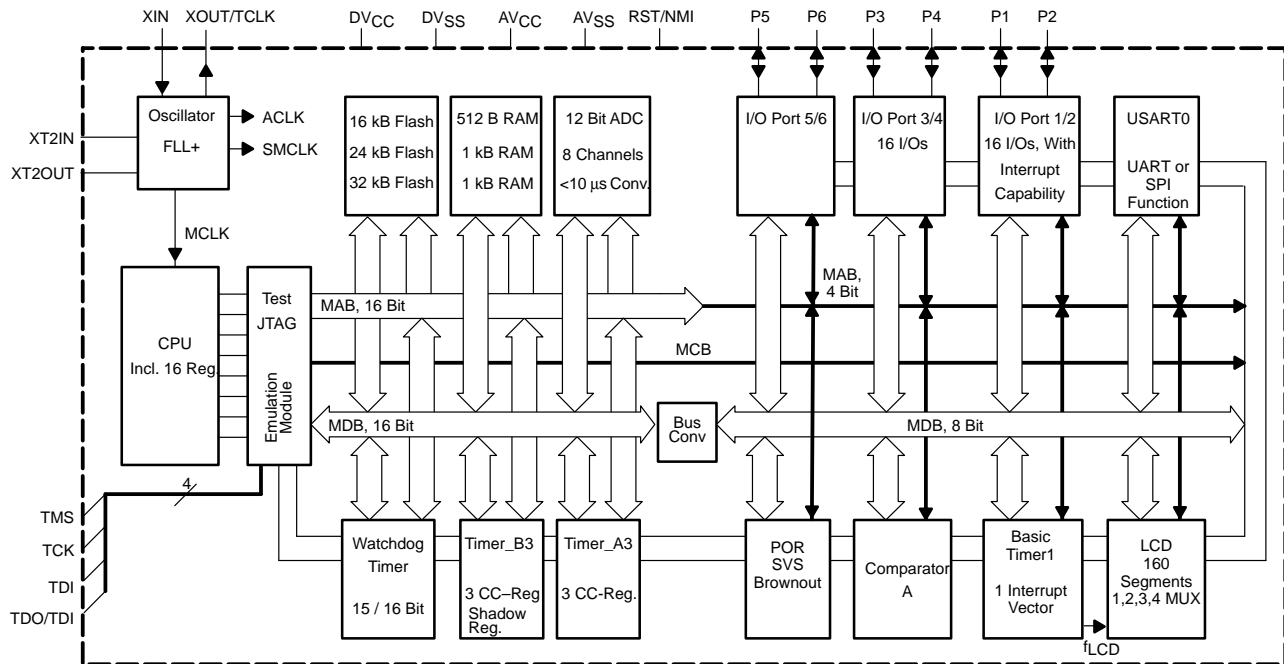 XIN XOUT/TCLK DVCC DVSS AVCC AVSS RST/NMI P5 P6 P3 P4 P1 P2
XT2IN
XT2OUT
Oscillator
FLL+
ACLK
SMCLK
16 kB Flash
24 kB Flash
32 kB Flash
512 B RAM
1 kB RAM
1 kB RAM
12 Bit ADC
8 Channels
<10 μs Conv.
I/O Port 5/6
I/O Port 3/4
16 I/Os
I/O Port 1/2
16 I/Os, With
Interrupt
Capability
USART0
UART or
SPI
Function
MCLK
CPU
Incl. 16 Reg.
Test
JTAG
Emulation
Module
MAB, 16 Bit
MAB,
4 Bit
MCB
MDB, 16 Bit
Bus
Conv
MDB, 8 Bit
4
TMS
TCK
TDI
TDO/TDI
Watchdog
Timer
15 / 16 Bit
Timer_B3
3 CC–Reg
Shadow
Reg.
Timer_A3
3 CC-Reg.
POR
SVS
Brownout
Comparator
A
Basic
Timer1
1 Interrupt
Vector
fLCD
LCD
160
Segments
1,2,3,4 MUX